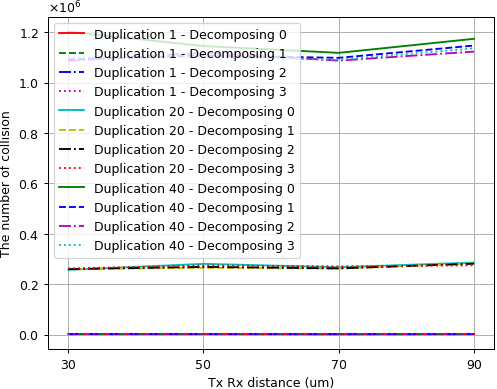 ×10⁶
1.2
1.0
0.8
0.6
0.4
0.2
0.0
The number of collision
Duplication 1 - Decomposing 0
Duplication 1 - Decomposing 1
Duplication 1 - Decomposing 2
Duplication 1 - Decomposing 3
Duplication 20 - Decomposing 0
Duplication 20 - Decomposing 1
Duplication 20 - Decomposing 2
Duplication 20 - Decomposing 3
Duplication 40 - Decomposing 0
Duplication 40 - Decomposing 1
Duplication 40 - Decomposing 2
Duplication 40 - Decomposing 3
30 50 70 90
Tx Rx distance (um)